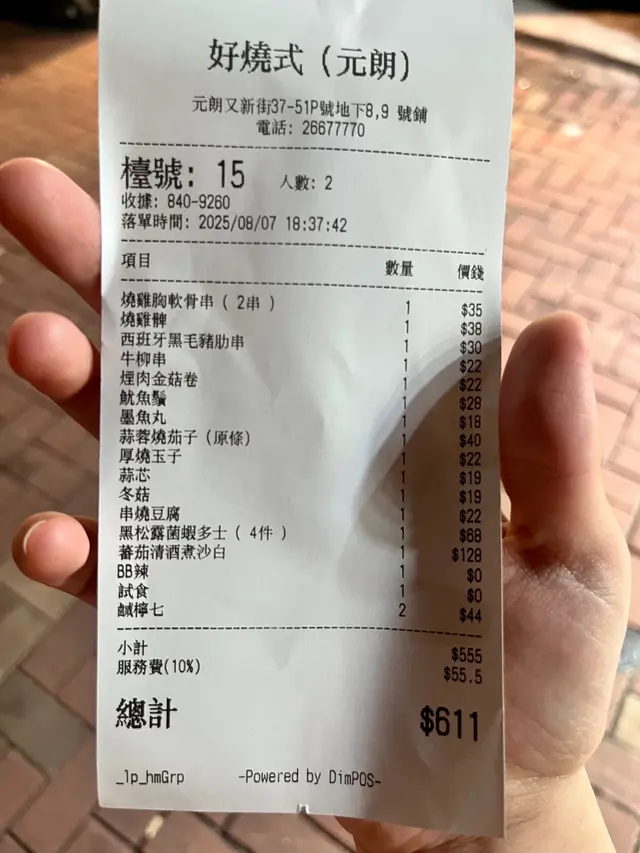 好燒式 (元朗)
元朗又新街37-51P號地下8,9 號鋪
電話: 26677770
檯號: 15 人數: 2
收據: 840-9260
落單時間: 2025/08/07 18:37:42
項目 數量 價錢
燒雞胸軟骨串 ( 2串 ) 1 $35
燒雞髀 1 $38
西班牙黑毛豬肋串 1 $30
牛柳串 1 $22
煙肉金菇卷 1 $22
魷魚鬚 1 $28
墨魚丸 1 $18
蒜蓉燒茄子 (原條) 1 $40
厚燒玉子 1 $22
蒜芯 1 $19
冬菇 1 $19
串燒豆腐 1 $22
黑松露菌蝦多士 ( 4件 ) 1 $68
蕃茄清酒煮沙白 1 $128
BB辣 1 $0
試食 1 $0
鹹檸七 2 $44
小計 $555
服務費(10%) $55.5
總計 $611
_lp_hmGrp -Powered by DimPOS-